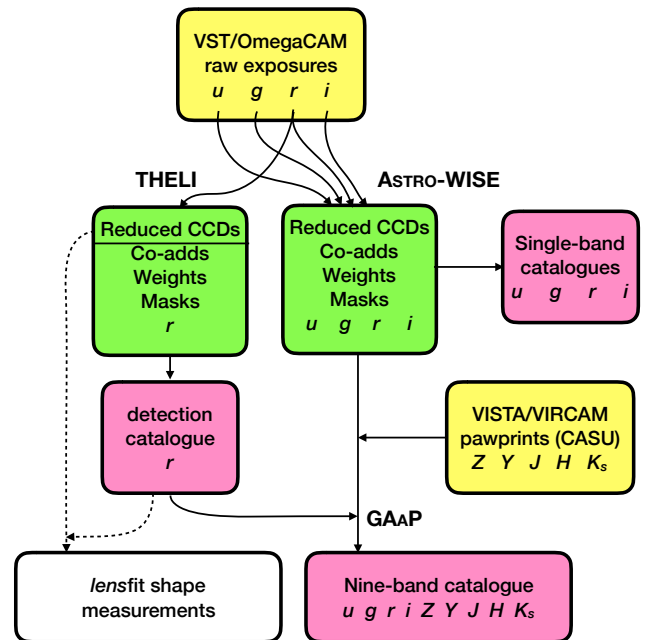 VST/OmegaCAM
raw exposures
u g r i
THELI
ASTRO-WISE
Reduced CCDs
Co-adds
Weights
Masks
r
Reduced CCDs
Co-adds
Weights
Masks
u g r i
Single-band
catalogues
u g r i
detection
catalogue
r
VISTA/VIRCAM
pawprints (CASU)
Z Y J H Ks
GAAP
lensfit shape
measurements
Nine-band catalogue
u g r i Z Y J H Ks